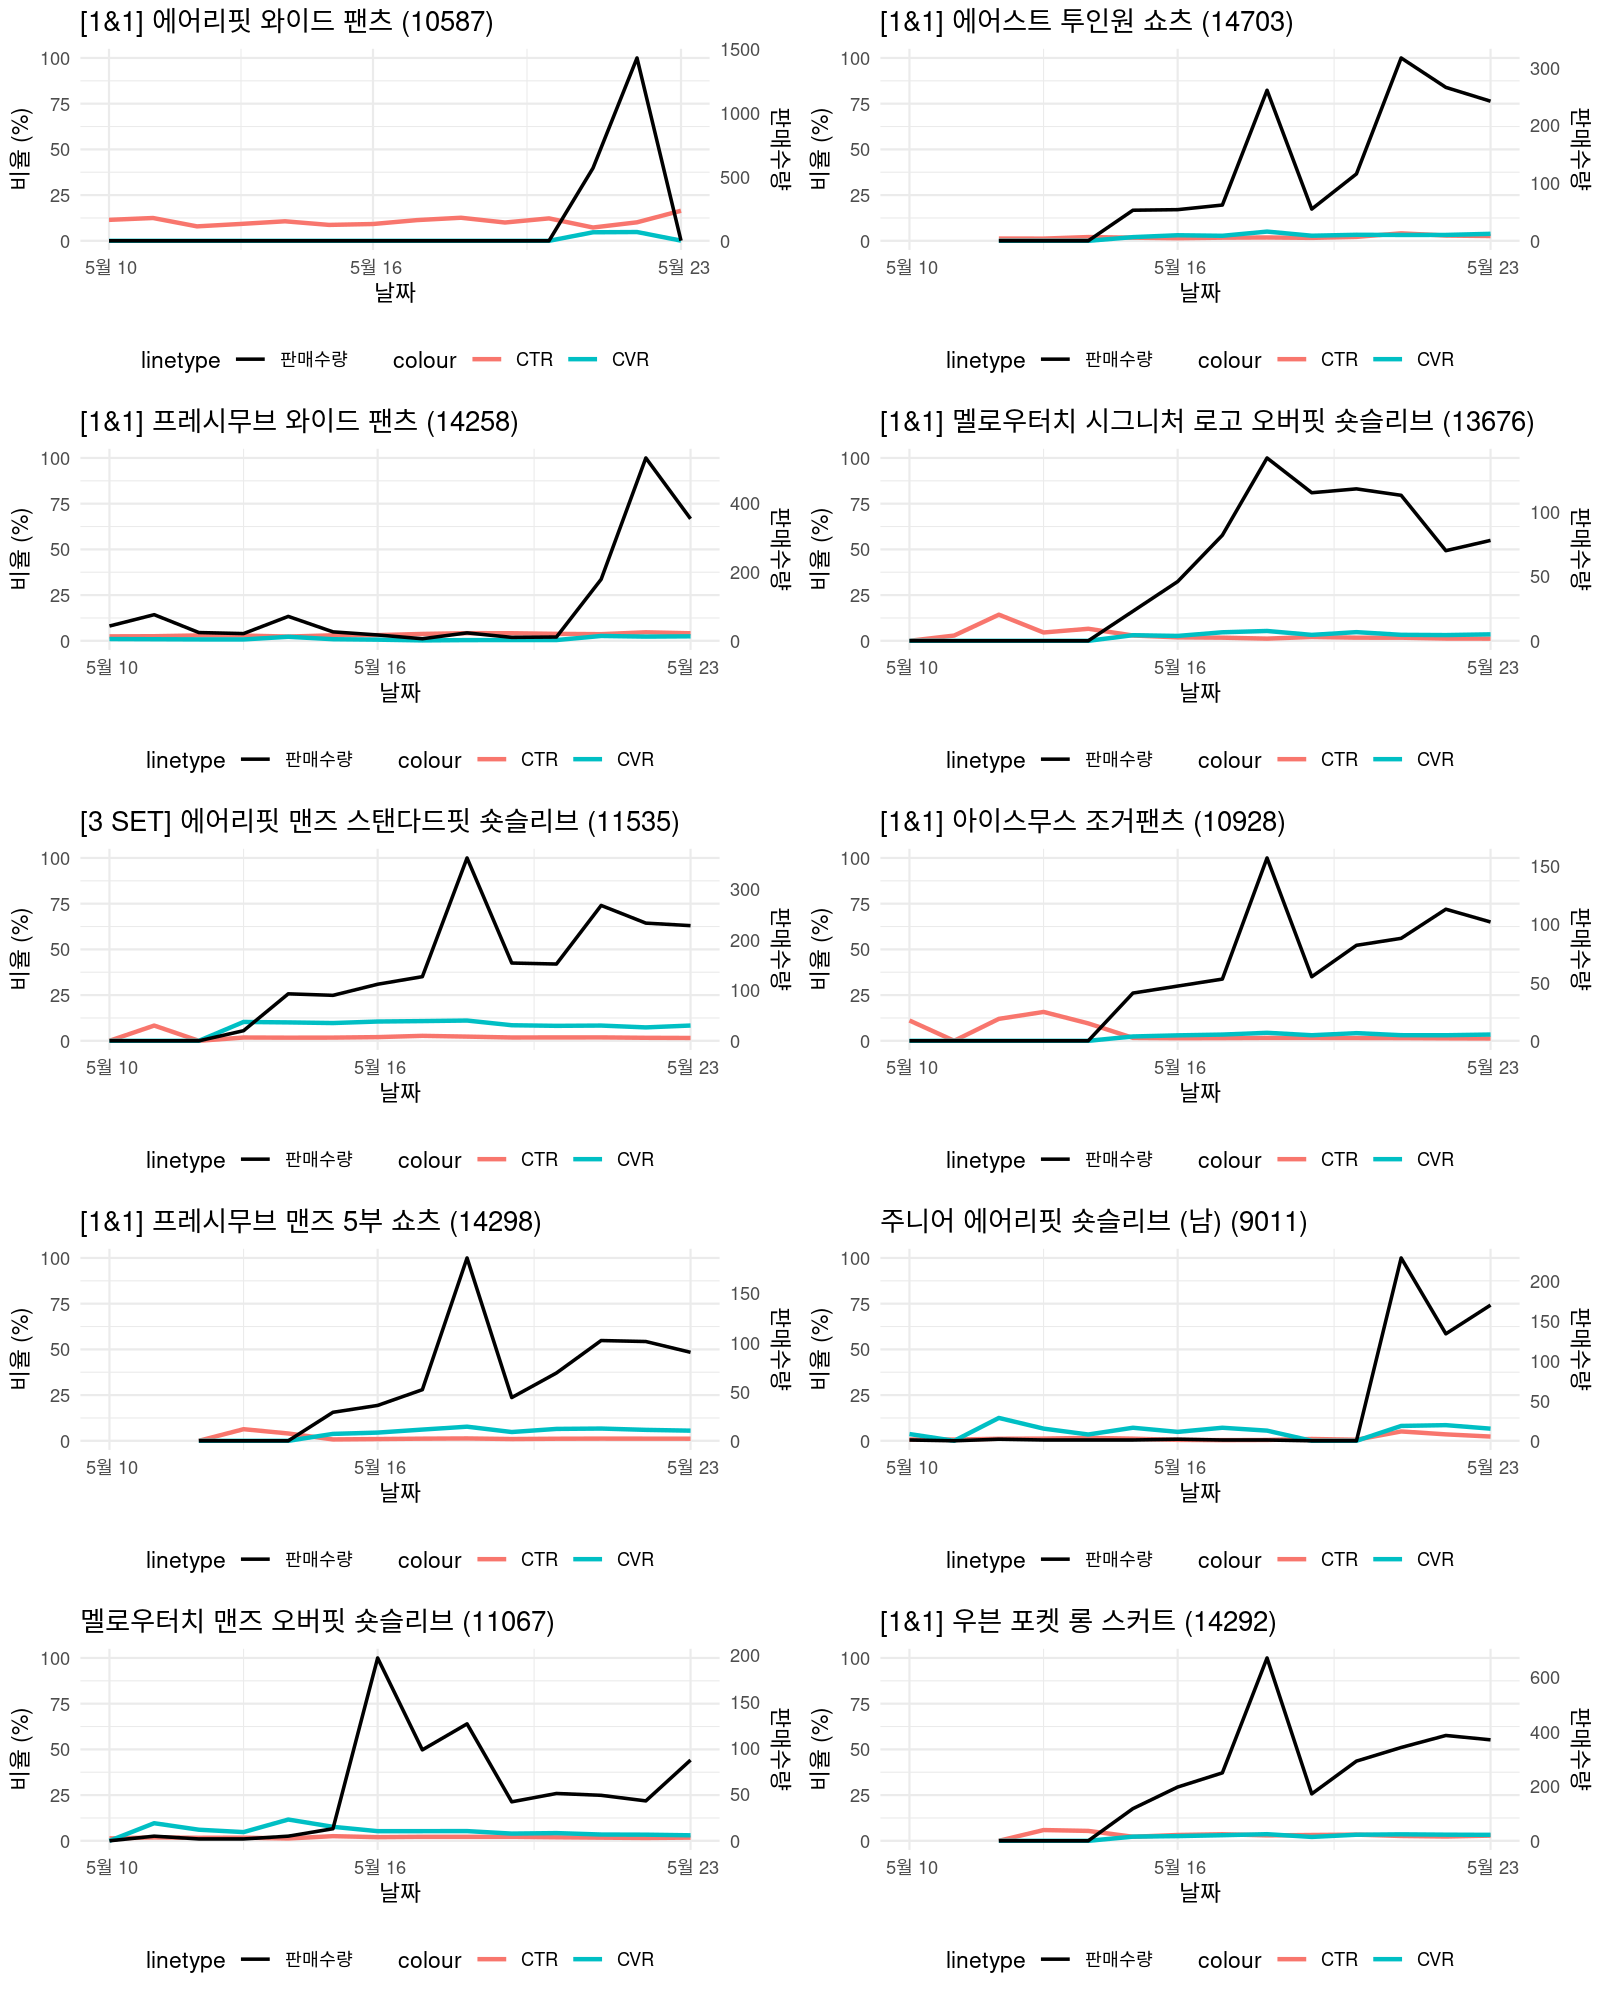 [1&1] 에어리핏 와이드 팬츠 (10587)
비율 (%)
100
75
50
25
0
1500
1000
500
0
판매수량
5월 10
5월 16
5월 23
날짜
linetype 판매수량 colour CTR CVR
[1&1] 에어스트 투인원 쇼츠 (14703)
비율 (%)
100
75
50
25
0
300
200
100
0
판매수량
5월 10
5월 16
5월 23
날짜
linetype 판매수량 colour CTR CVR
[1&1] 프레시무브 와이드 팬츠 (14258)
비율 (%)
100
75
50
25
0
400
200
0
판매수량
5월 10
5월 16
5월 23
날짜
linetype 판매수량 colour CTR CVR
[1&1] 멜로우터치 시그니처 로고 오버핏 숏슬리브 (13676)
비율 (%)
100
75
50
25
0
100
50
0
판매수량
5월 10
5월 16
5월 23
날짜
linetype 판매수량 colour CTR CVR
[3 SET] 에어리핏 맨즈 스탠다드핏 숏슬리브 (11535)
비율 (%)
100
75
50
25
0
300
200
100
0
판매수량
5월 10
5월 16
5월 23
날짜
linetype 판매수량 colour CTR CVR
[1&1] 아이스무스 조거팬츠 (10928)
비율 (%)
100
75
50
25
0
150
100
50
0
판매수량
5월 10
5월 16
5월 23
날짜
linetype 판매수량 colour CTR CVR
[1&1] 프레시무브 맨즈 5부 쇼츠 (14298)
비율 (%)
100
75
50
25
0
150
100
50
0
판매수량
5월 10
5월 16
5월 23
날짜
linetype 판매수량 colour CTR CVR
주니어 에어리핏 숏슬리브 (남) (9011)
비율 (%)
100
75
50
25
0
200
150
100
50
0
판매수량
5월 10
5월 16
5월 23
날짜
linetype 판매수량 colour CTR CVR
멜로우터치 맨즈 오버핏 숏슬리브 (11067)
비율 (%)
100
75
50
25
0
200
150
100
50
0
판매수량
5월 10
5월 16
5월 23
날짜
linetype 판매수량 colour CTR CVR
[1&1] 우븐 포켓 롱 스커트 (14292)
비율 (%)
100
75
50
25
0
600
400
200
0
판매수량
5월 10
5월 16
5월 23
날짜
linetype 판매수량 colour CTR CVR